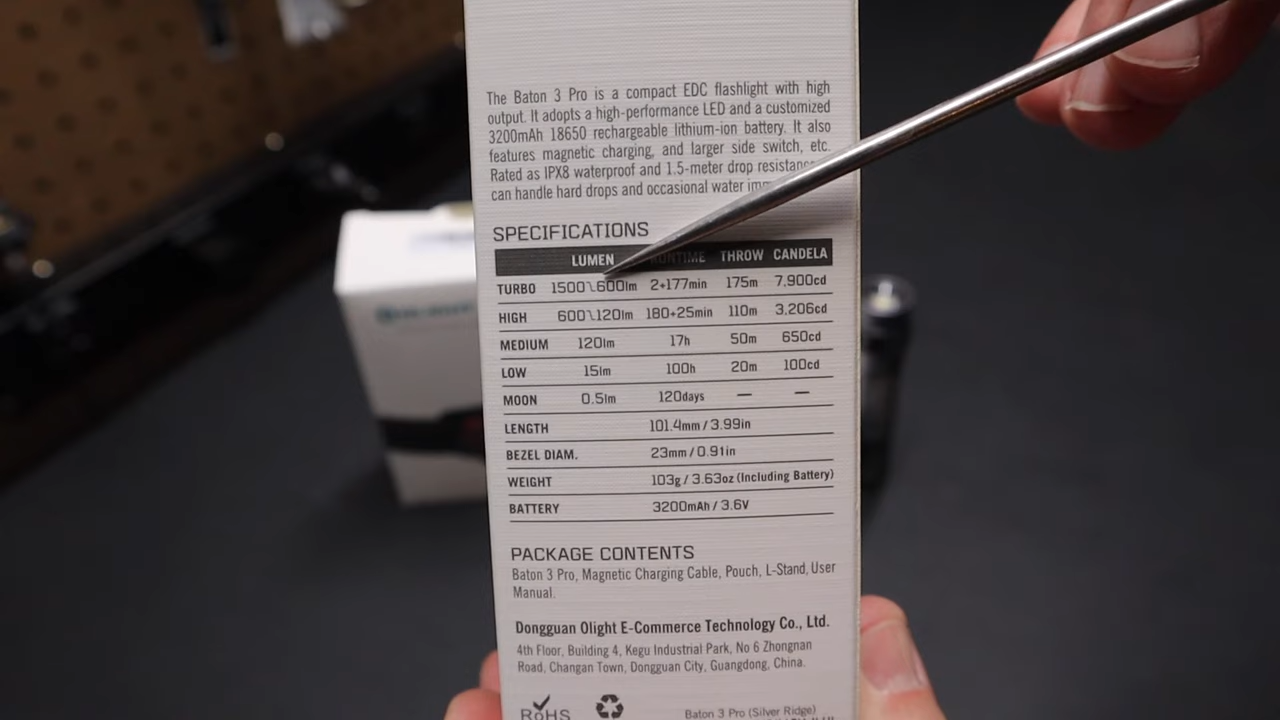 The Baton 3 Pro is a compact EDC flashlight with high
output. It adopts a high-performance LED and a customized
3200mAh 18650 rechargeable lithium-ion battery. It also
features magnetic charging, and larger side switch, etc.
Rated as IPX8 waterproof and 1.5-meter drop
can handle hard drops and occasional water
SPECIFICATIONS
LUMEN RUNTIME THROW CANDELA
TURBO 1500~600lm 2+177min 175m 7,900cd
HIGH 600~120lm 180+25min 110m 3,206cd
MEDIUM 120lm 17h 50m 650cd
LOW 15lm 100h 20m 100cd
MOON 0.5lm 120days — —
LENGTH 101.4mm / 3.99in
BEZEL DIAM. 23mm / 0.91in
WEIGHT 103g / 3.63oz (Including Battery)
BATTERY 3200mAh / 3.6V
PACKAGE CONTENTS
Baton 3 Pro, Magnetic Charging Cable, Pouch, L-Stand, User
Manual.
Dongguan Olight E-Commerce Technology Co., Ltd.
4th Floor, Building 4, Kegu Industrial Park, No 6 Zhongnan
Road, Changan Town, Dongguan City, Guangdong, China.
RoHS
Baton 3 Pro (Silver Ridge)